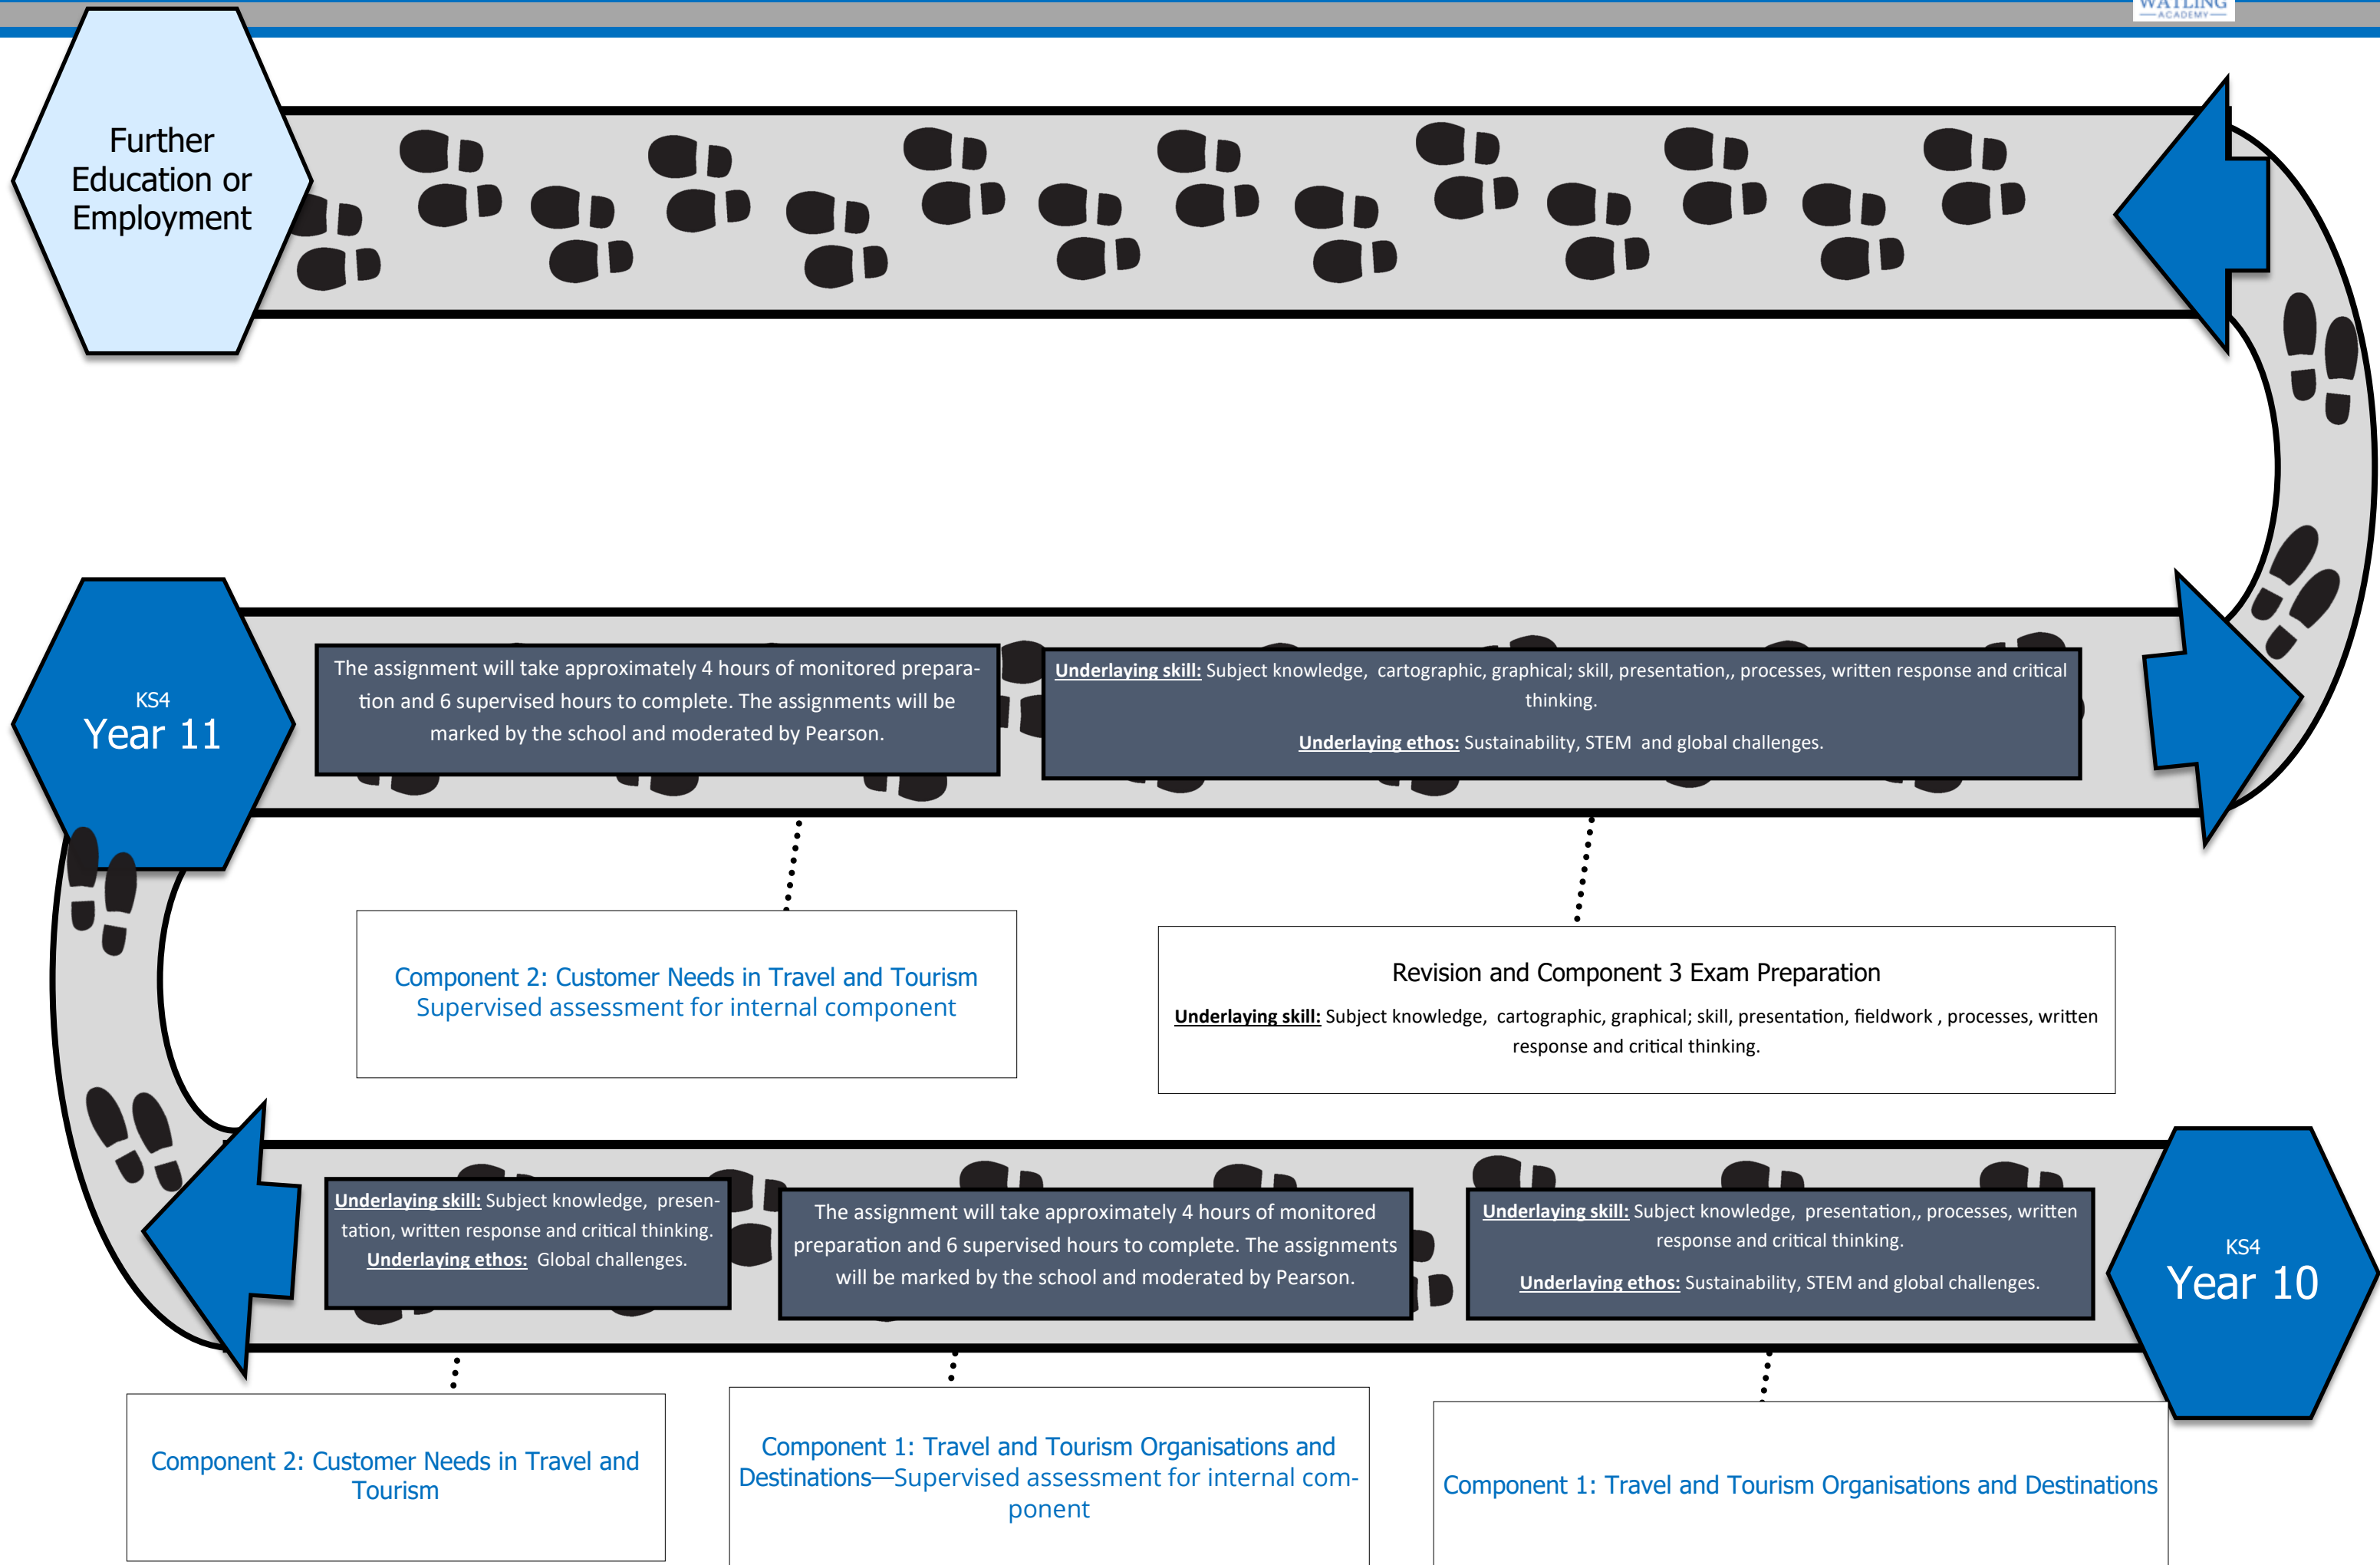 WATLING
ACADEMY
Further
Education or
Employment
KS4
Year 11
The assignment will take approximately 4 hours of monitored prepara-
tion and 6 supervised hours to complete. The assignments will be
marked by the school and moderated by Pearson.
Underlaying skill: Subject knowledge, cartographic, graphical; skill, presentation,, processes, written response and critical
thinking.
Underlaying ethos: Sustainability, STEM and global challenges.
Component 2: Customer Needs in Travel and Tourism
Supervised assessment for internal component
Revision and Component 3 Exam Preparation
Underlaying skill: Subject knowledge, cartographic, graphical; skill, presentation, fieldwork , processes, written
response and critical thinking.
Underlaying skill: Subject knowledge, presen-
tation, written response and critical thinking.
Underlaying ethos: Global challenges.
The assignment will take approximately 4 hours of monitored
preparation and 6 supervised hours to complete. The assignments
will be marked by the school and moderated by Pearson.
Underlaying skill: Subject knowledge, presentation,, processes, written
response and critical thinking.
Underlaying ethos: Sustainability, STEM and global challenges.
KS4
Year 10
Component 2: Customer Needs in Travel and
Tourism
Component 1: Travel and Tourism Organisations and
Destinations—Supervised assessment for internal com-
ponent
Component 1: Travel and Tourism Organisations and Destinations